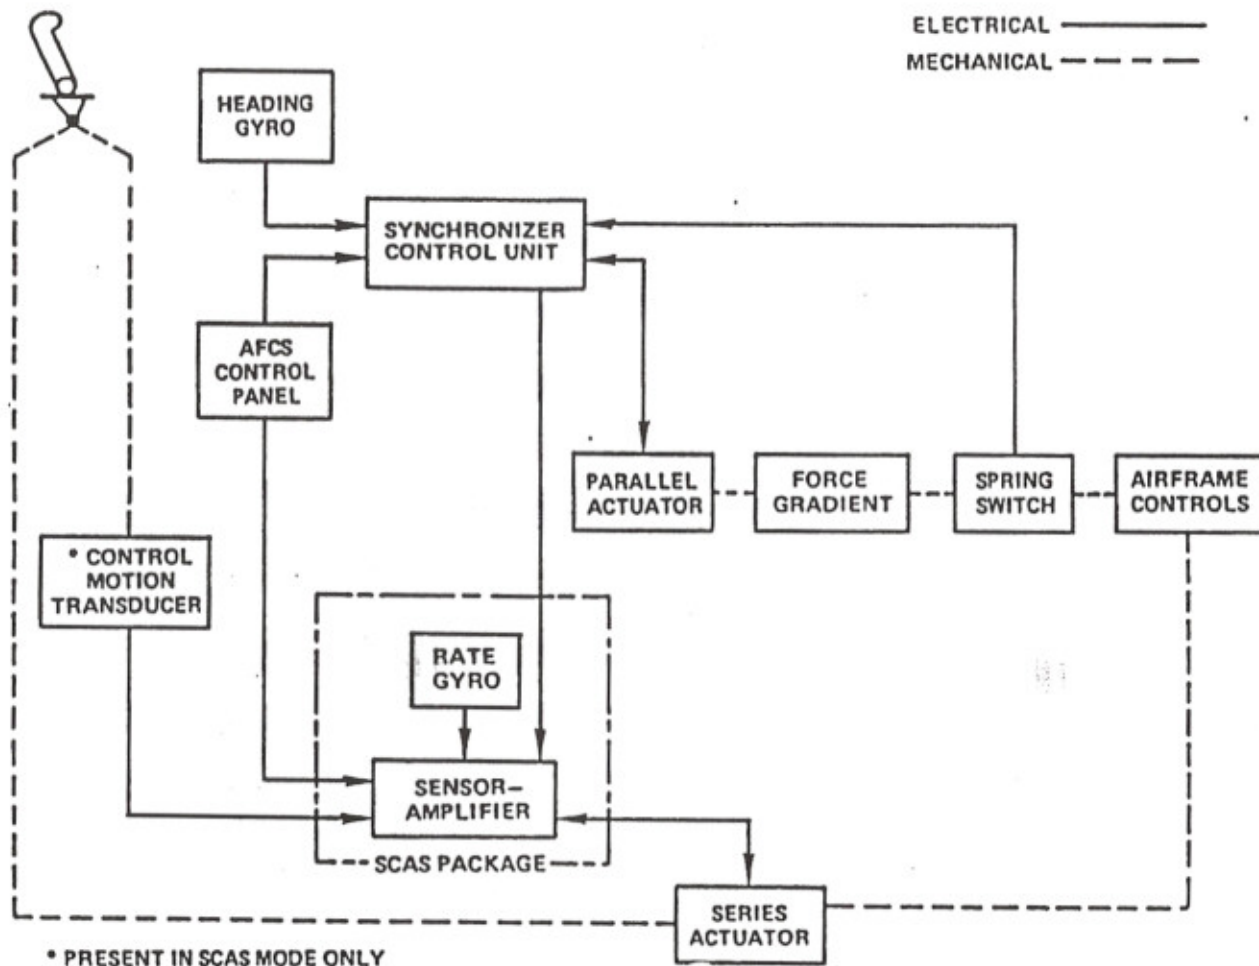 ELECTRICAL
MECHANICAL
HEADING
GYRO
SYNCHRONIZER
CONTROL UNIT
AFCS
CONTROL
PANEL
PARALLEL
ACTUATOR
FORCE
GRADIENT
SPRING
SWITCH
AIRFRAME
CONTROLS
* CONTROL
MOTION
TRANSDUCER
RATE
GYRO
SENSOR-
AMPLIFIER
SCAS PACKAGE
SERIES
ACTUATOR
* PRESENT IN SCAS MODE ONLY